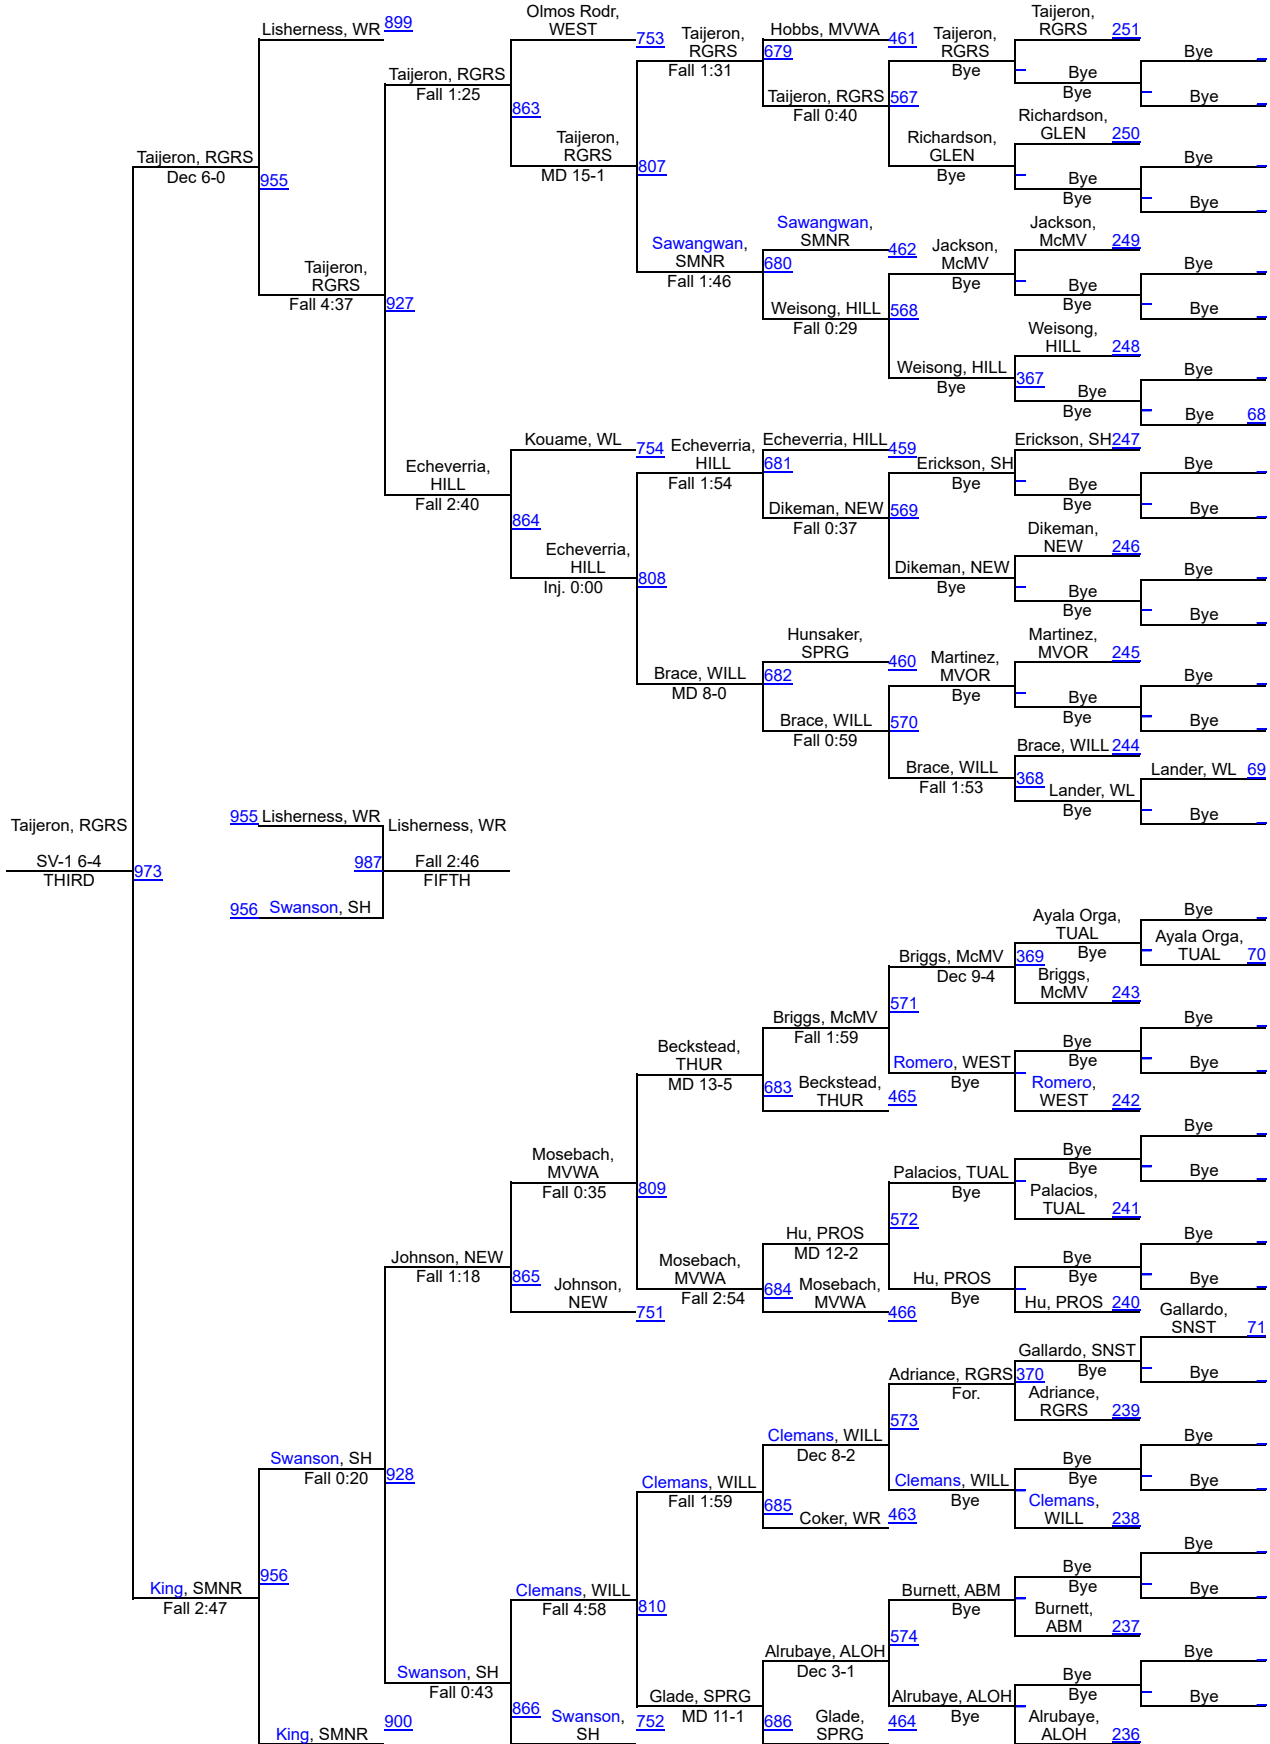 Olmos Rodr,
WEST 753
Lisherness, WR 899
Taijeron,
RGRS
Fall 1:31
Hobbs, MVWA 461
679
Taijeron,
RGRS
Bye
Taijeron,
RGRS 251
Bye
Bye
Bye
Bye
Taijeron, RGRS
Fall 1:25
863
Taijeron, RGRS 567
Fall 0:40
Richardson,
GLEN 250
Taijeron,
RGRS
MD 15-1
807
Richardson,
GLEN
Bye
Bye
Bye
Bye
Bye
Taijeron, RGRS
Dec 6-0
955
Sawangwan,
SMNR
Fall 1:46
Sawangwan,
SMNR 462
680
Jackson,
McMV
Bye
Jackson,
McMV 249
Bye
Bye
Bye
Bye
Taijeron,
RGRS
Fall 4:37
927
Weisong, HILL 568
Fall 0:29
Weisong,
HILL 248
Weisong, HILL
Bye
367
Bye
Bye
Bye
Bye 68
Kouame, WL 754
Echeverria,
HILL
Fall 1:54
Echeverria, HILL 459
681
Erickson, SH
Bye
Erickson, SH 247
Bye
Bye
Bye
Bye
Echeverria,
HILL
Fall 2:40
864
Dikeman, NEW 569
Fall 0:37
Dikeman,
NEW 246
Echeverria,
HILL
Inj. 0:00
808
Dikeman, NEW
Bye
Bye
Bye
Bye
Bye
Brace, WILL
MD 8-0
Hunsaker,
SPRG 460
682
Martinez,
MVOR
Bye
Martinez,
MVOR 245
Bye
Bye
Bye
Bye
Brace, WILL 570
Fall 0:59
Brace, WILL 244
Brace, WILL
Fall 1:53
368
Lander, WL
Bye
Lander, WL 69
Bye
Taijeron, RGRS
SV-1 6-4
THIRD
973
955 Lisherness, WR
987
956 Swanson, SH
Lisherness, WR
Fall 2:46
FIFTH
Ayala Orga,
TUAL
Bye
Bye
Ayala Orga,
TUAL 70
Briggs, McMV
Dec 9-4
369
Briggs,
McMV 243
571
Briggs, McMV
Fall 1:59
Bye
Bye
Bye
Bye
Beckstead,
THUR
MD 13-5
683
Beckstead,
THUR 465
Romero, WEST
Bye
Romero,
WEST 242
Mosebach,
MVWA
Fall 0:35
809
Palacios, TUAL
Bye
Bye
Bye
Bye
Bye
Palacios,
TUAL 241
572
Hu, PROS
MD 12-2
Johnson, NEW
Fall 1:18
865
Johnson,
NEW 751
Mosebach,
MVWA
Fall 2:54
684
Mosebach,
MVWA 466
Hu, PROS
Bye
Bye
Bye
Bye
Bye
Hu, PROS 240
Gallardo,
SNST 71
Gallardo, SNST
Bye
Bye
Adriance, RGRS
For.
370
Adriance,
RGRS 239
573
Clemans, WILL
Dec 8-2
Swanson, SH
Fall 0:20
928
Clemans, WILL
Fall 1:59
685
Coker, WR 463
Clemans, WILL
Bye
Bye
Bye
Bye
Bye
Clemans,
WILL 238
956
King, SMNR
Fall 2:47
Clemans, WILL
Fall 4:58
810
Burnett, ABM
Bye
Bye
Bye
Bye
Bye
Burnett,
ABM 237
574
Alrubaye, ALOH
Dec 3-1
Swanson, SH
Fall 0:43
866
Swanson,
SH
752
Glade, SPRG
MD 11-1
686
Glade,
SPRG 464
Alrubaye, ALOH
Bye
Bye
Bye
Bye
Bye
Alrubaye,
ALOH 236
King, SMNR 900